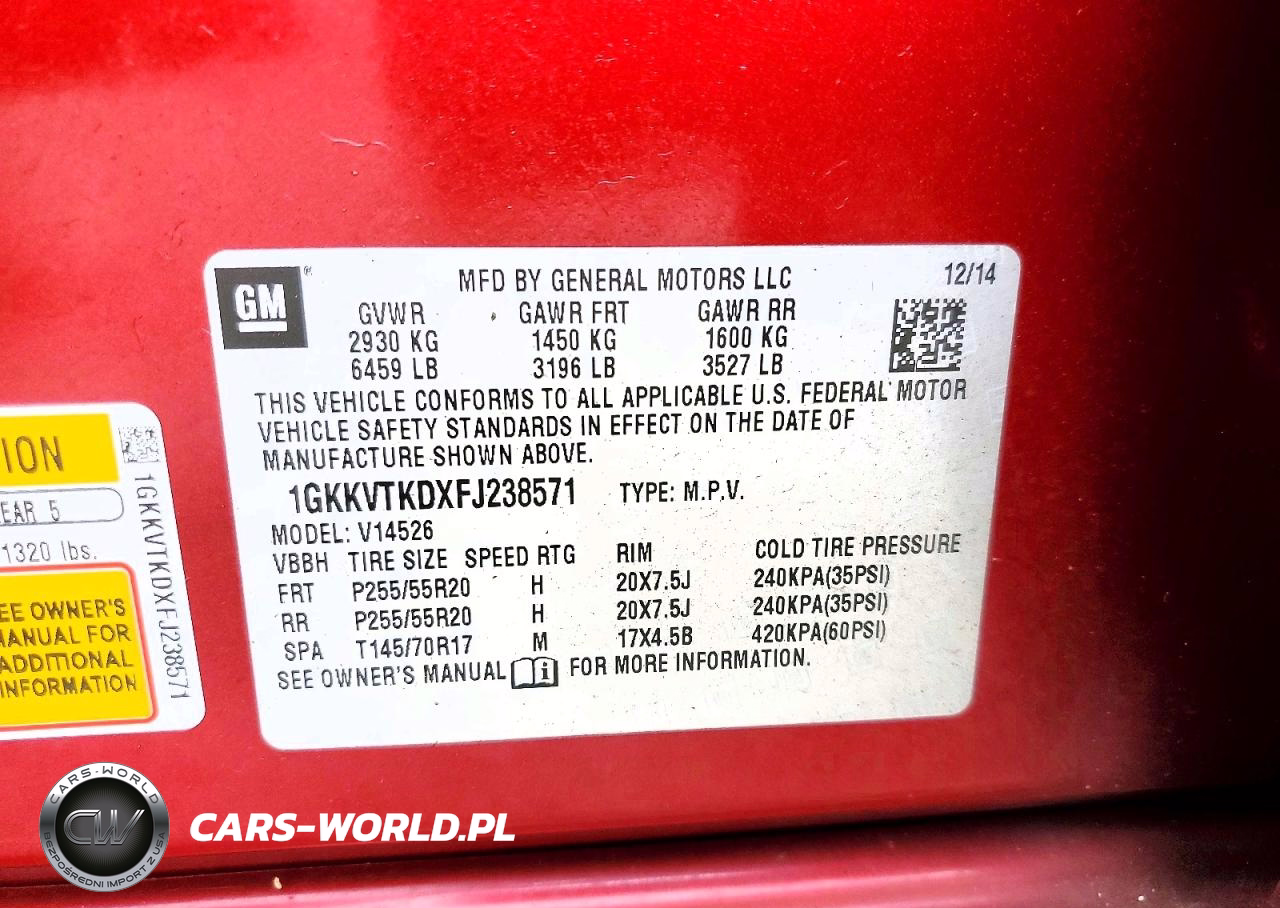 GM
MFD BY GENERAL MOTORS LLC 12/14
GVWR GAWR FRT GAWR RR
2930 KG 1450 KG 1600 KG
6459 LB 3196 LB 3527 LB
THIS VEHICLE CONFORMS TO ALL APPLICABLE U.S. FEDERAL MOTOR
VEHICLE SAFETY STANDARDS IN EFFECT ON THE DATE OF
MANUFACTURE SHOWN ABOVE.
1GKKVTKDXFJ238571 TYPE: M.P.V.
MODEL: V14526
VBBH TIRE SIZE SPEED RTG RIM COLD TIRE PRESSURE
FRT P255/55R20 H 20X7.5J 240KPA(35PSI)
RR P255/55R20 H 20X7.5J 240KPA(35PSI)
SPA T145/70R17 M 17X4.5B 420KPA(60PSI)
SEE OWNER'S MANUAL FOR MORE INFORMATION.
ION
EAR 5
1320 lbs.
EE OWNER'S
ANUAL FOR
ADDITIONAL
INFORMATION
1GKKVTKDXFJ238571
CARS-WORLD
CW
BEZPOŚREDNI IMPORT Z USA
CARS-WORLD.PL